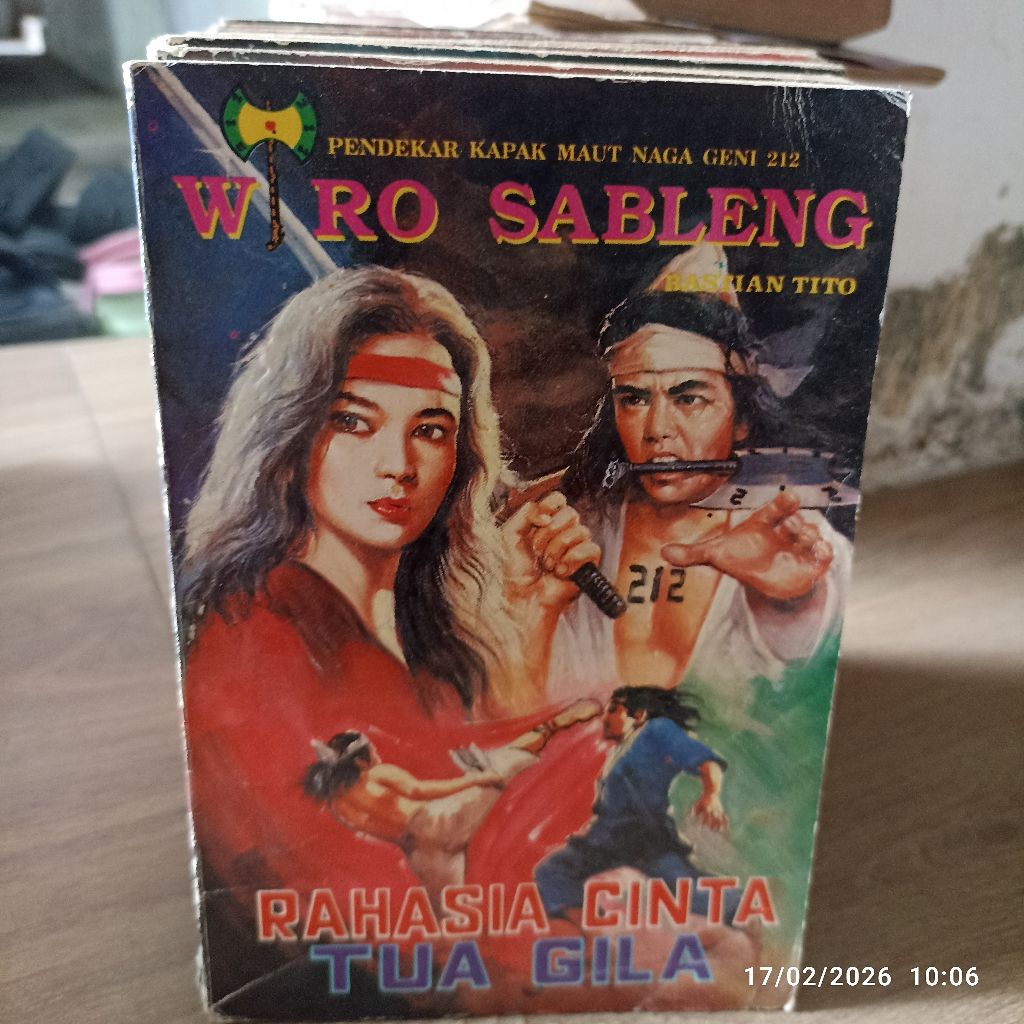 PENDEKAR KAPAK MAUT NAGA GENI 212
WIRO SABLENG
BASTIAN TITO
212
RAHASIA CINTA
TUA GILA
17/02/2026 10:06